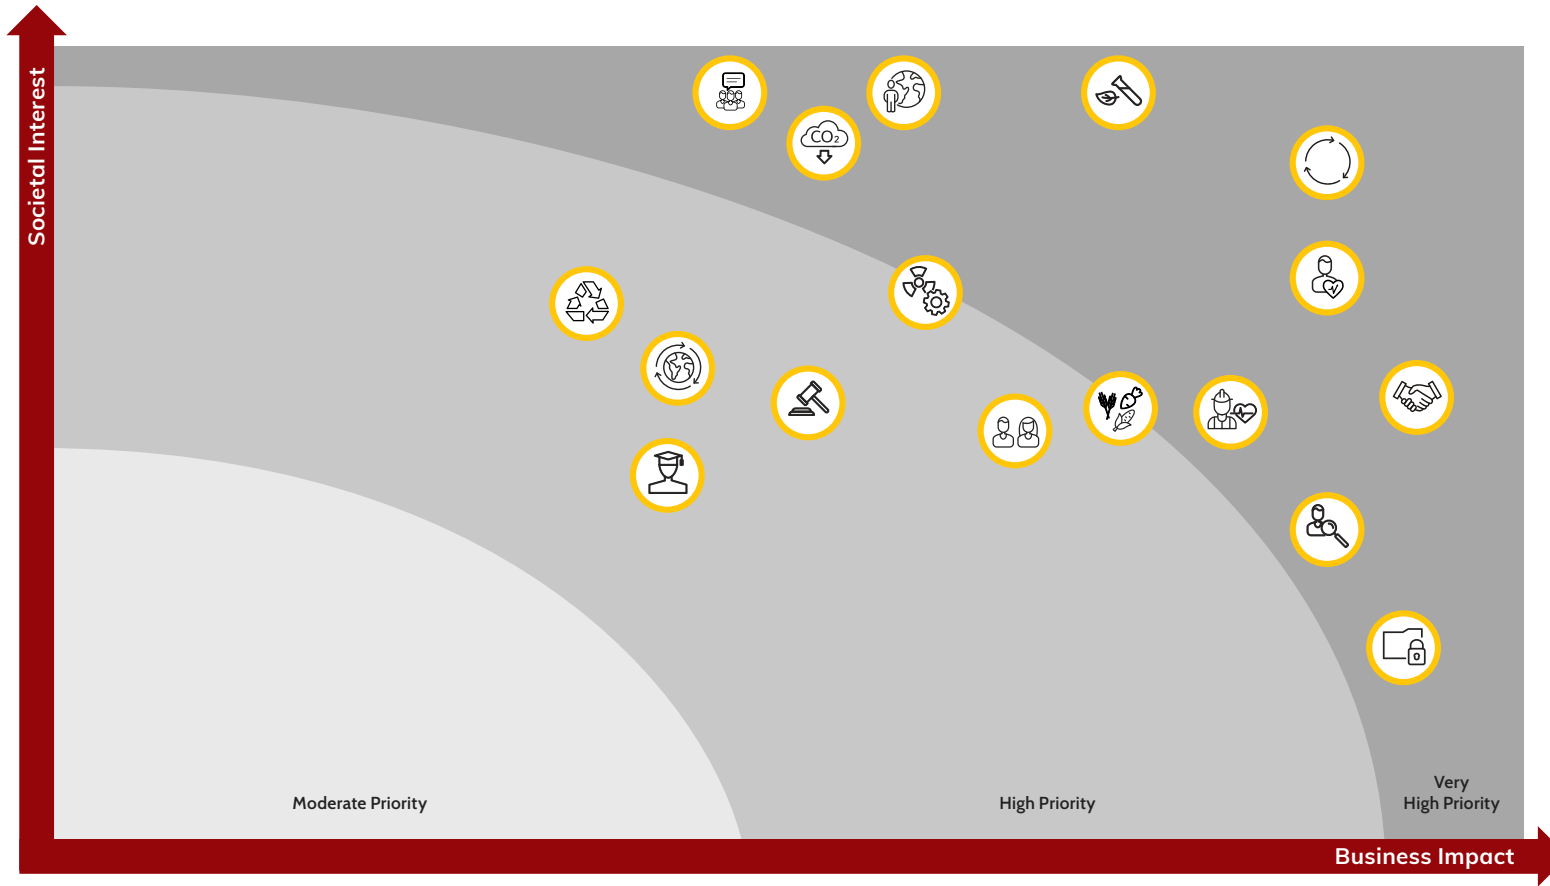 Societal Interest
CO₂
Moderate Priority
High Priority
Very
High Priority
Business Impact